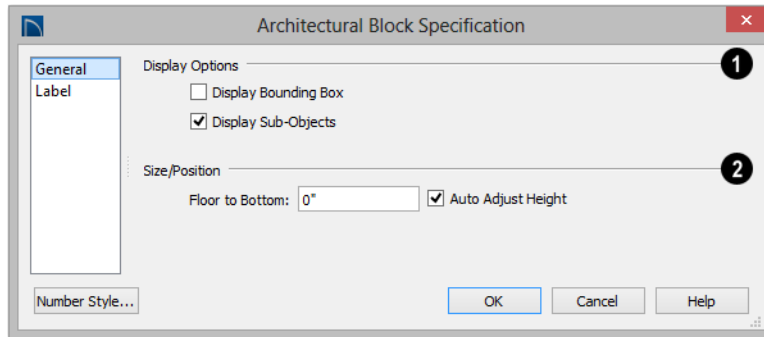 Architectural Block Specification
General
Label
Display Options
1
Display Bounding Box
Display Sub-Objects
Size/Position
2
Floor to Bottom: 0" Auto Adjust Height
Number Style... OK Cancel Help